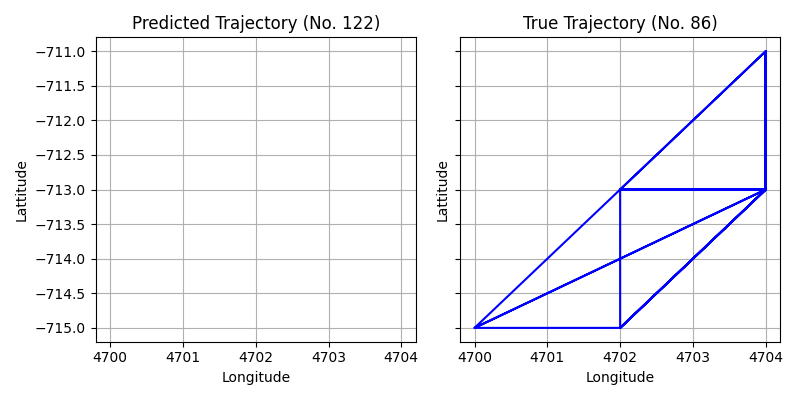 Predicted Trajectory (No. 122)
True Trajectory (No. 86)
−711.0
−711.5
−712.0
−712.5
−713.0
−713.5
−714.0
−714.5
−715.0
Lattitude
Lattitude
4700 4701 4702 4703 4704
4700 4701 4702 4703 4704
Longitude
Longitude